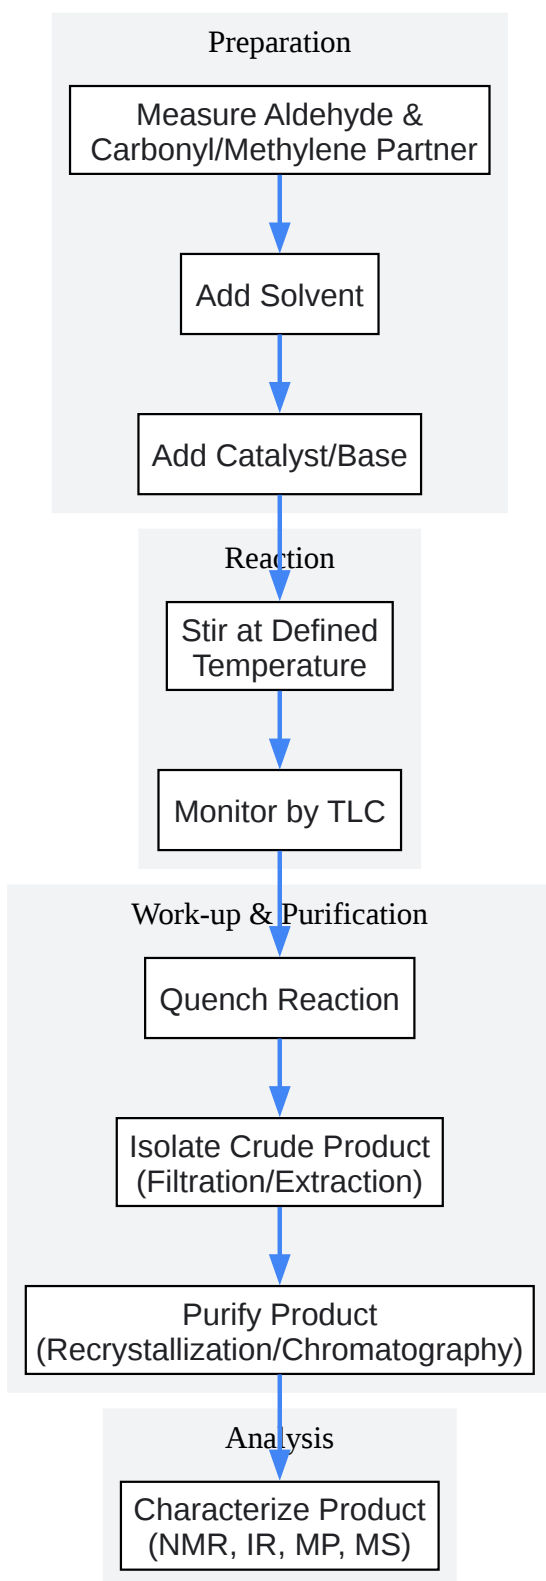 Preparation
Measure Aldehyde &
Carbonyl/Methylene Partner
Add Solvent
Add Catalyst/Base
Reaction
Stir at Defined
Temperature
Monitor by TLC
Work-up & Purification
Quench Reaction
Isolate Crude Product
(Filtration/Extraction)
Purify Product
(Recrystallization/Chromatography)
Analysis
Characterize Product
(NMR, IR, MP, MS)